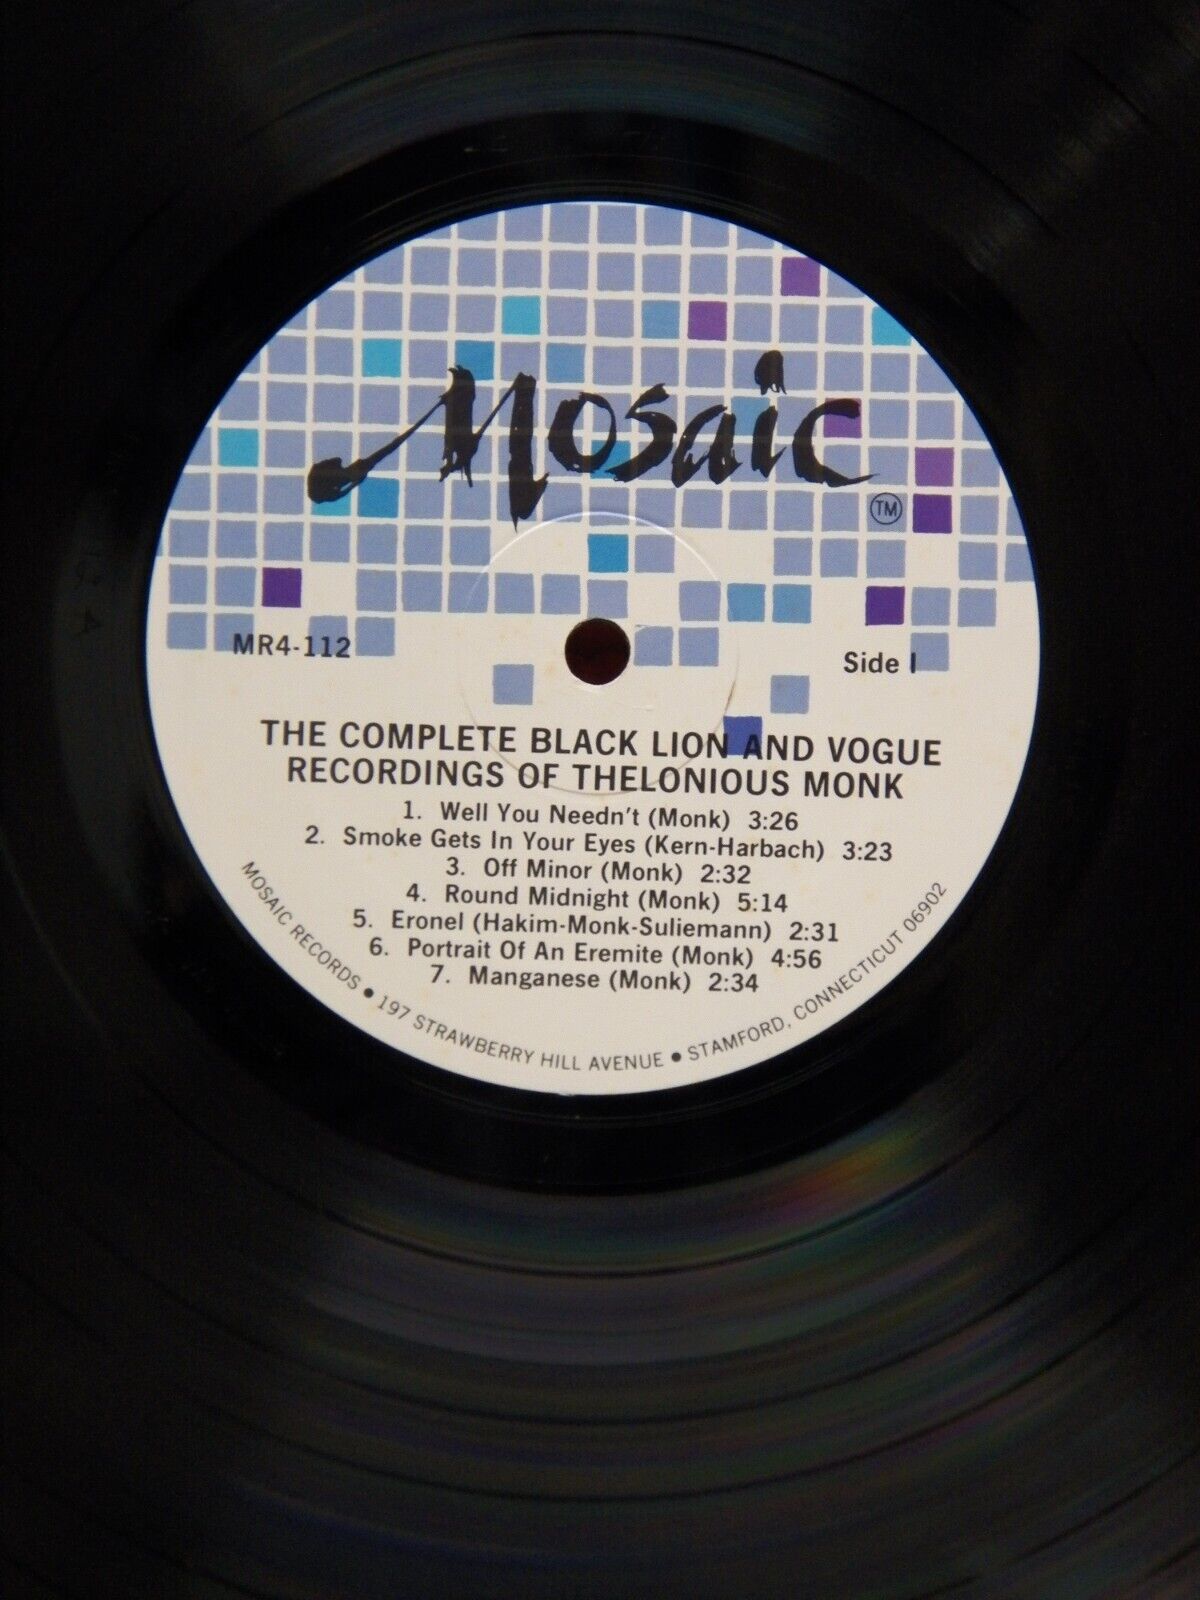 Mosaic
TM
MR4-112
Side I
THE COMPLETE BLACK LION AND VOGUE
RECORDINGS OF THELONIOUS MONK
1. Well You Needn't (Monk) 3:26
2. Smoke Gets In Your Eyes (Kern-Harbach) 3:23
3. Off Minor (Monk) 2:32
4. Round Midnight (Monk) 5:14
5. Eronel (Hakim-Monk-Suliemann) 2:31
6. Portrait Of An Eremite (Monk) 4:56
7. Manganese (Monk) 2:34
MOSAIC RECORDS • 197 STRAWBERRY HILL AVENUE • STAMFORD, CONNECTICUT 06902